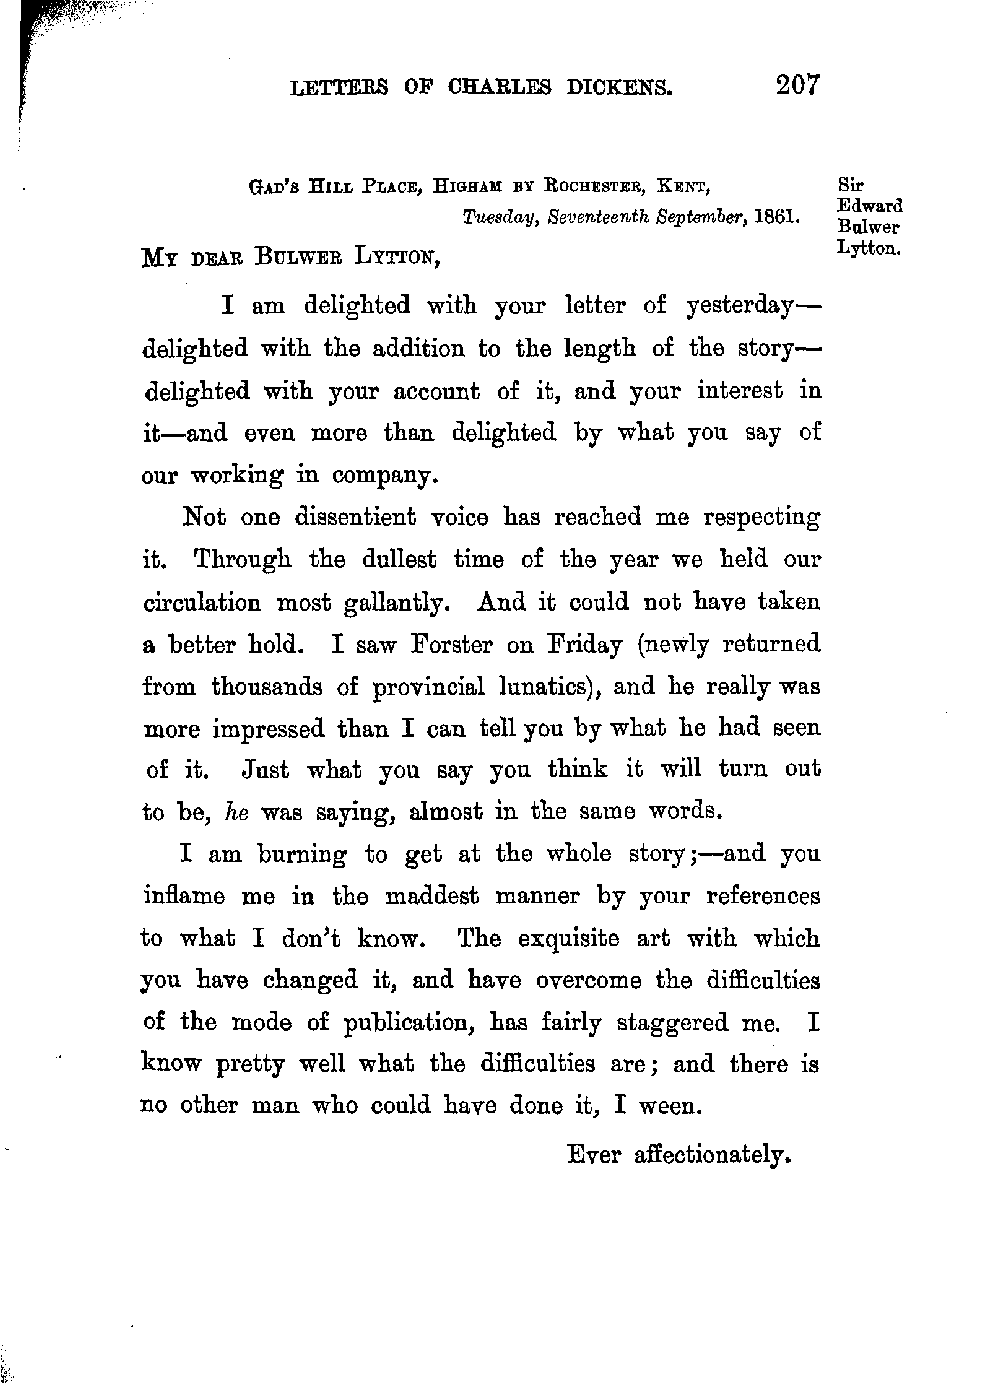 LETTERS OF CHARLES DICKENS. 207
GAD'S HILL PLACE, HIGHAM BY ROCHESTER, KENT,
Tuesday, Seventeenth September, 1861.
Sir
Edward
Bulwer
Lytton.
MY DEAR BULWER LYTTON,
I am delighted with your letter of yesterday—
delighted with the addition to the length of the story—
delighted with your account of it, and your interest in
it—and even more than delighted by what you say of
our working in company.
Not one dissentient voice has reached me respecting
it. Through the dullest time of the year we held our
circulation most gallantly. And it could not have taken
a better hold. I saw Forster on Friday (newly returned
from thousands of provincial lunatics), and he really was
more impressed than I can tell you by what he had seen
of it. Just what you say you think it will turn out
to be, he was saying, almost in the same words.
I am burning to get at the whole story;—and you
inflame me in the maddest manner by your references
to what I don't know. The exquisite art with which
you have changed it, and have overcome the difficulties
of the mode of publication, has fairly staggered me. I
know pretty well what the difficulties are; and there is
no other man who could have done it, I ween.
Ever affectionately.